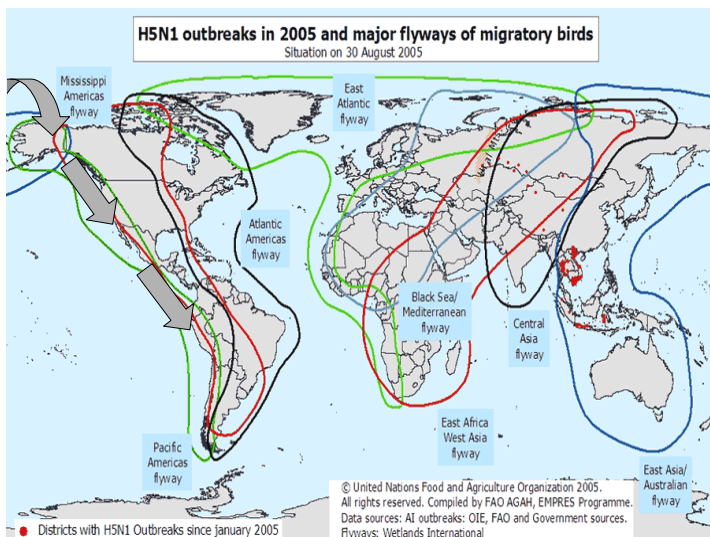 H5N1 outbreaks in 2005 and major flyways of migratory birds
Situation on 30 August 2005
Mississippi
Americas
flyway
East
Atlantic
flyway
Atlantic
Americas
flyway
Black Sea/
Mediterranean
flyway
Central
Asia
flyway
East Africa
West Asia
flyway
Pacific
Americas
flyway
East Asia/
Australian
flyway
© United Nations Food and Agriculture Organization 2005.
All rights reserved. Compiled by FAO AGAH, EMPRES Programme.
Data sources: AI outbreaks: OIE, FAO and Government sources.
Flyways: Wetlands International
Districts with H5N1 Outbreaks since january 2005